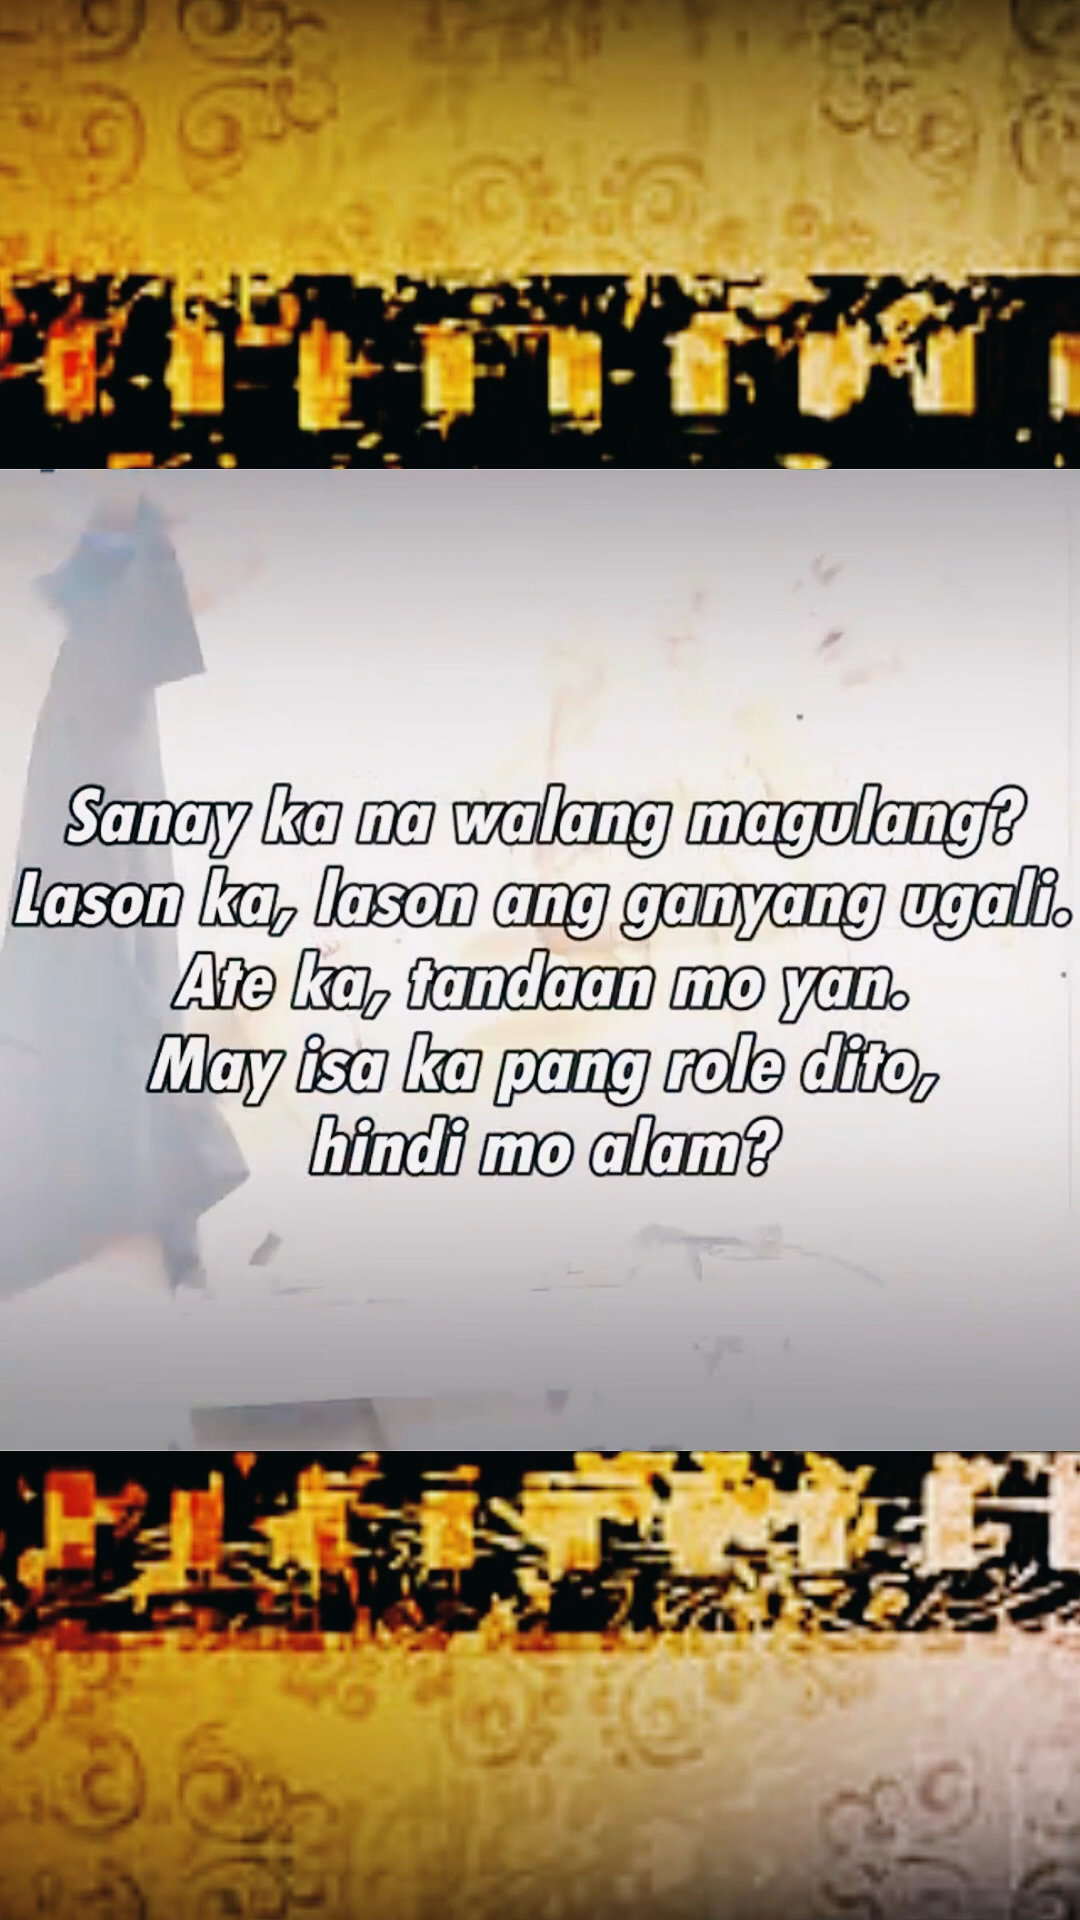 Sanay ka na walang magulang?
Lason ka, lason ang ganyang ugali.
Ate ka, tandaan mo yan.
May isa ka pang role dito,
hindi mo alam?